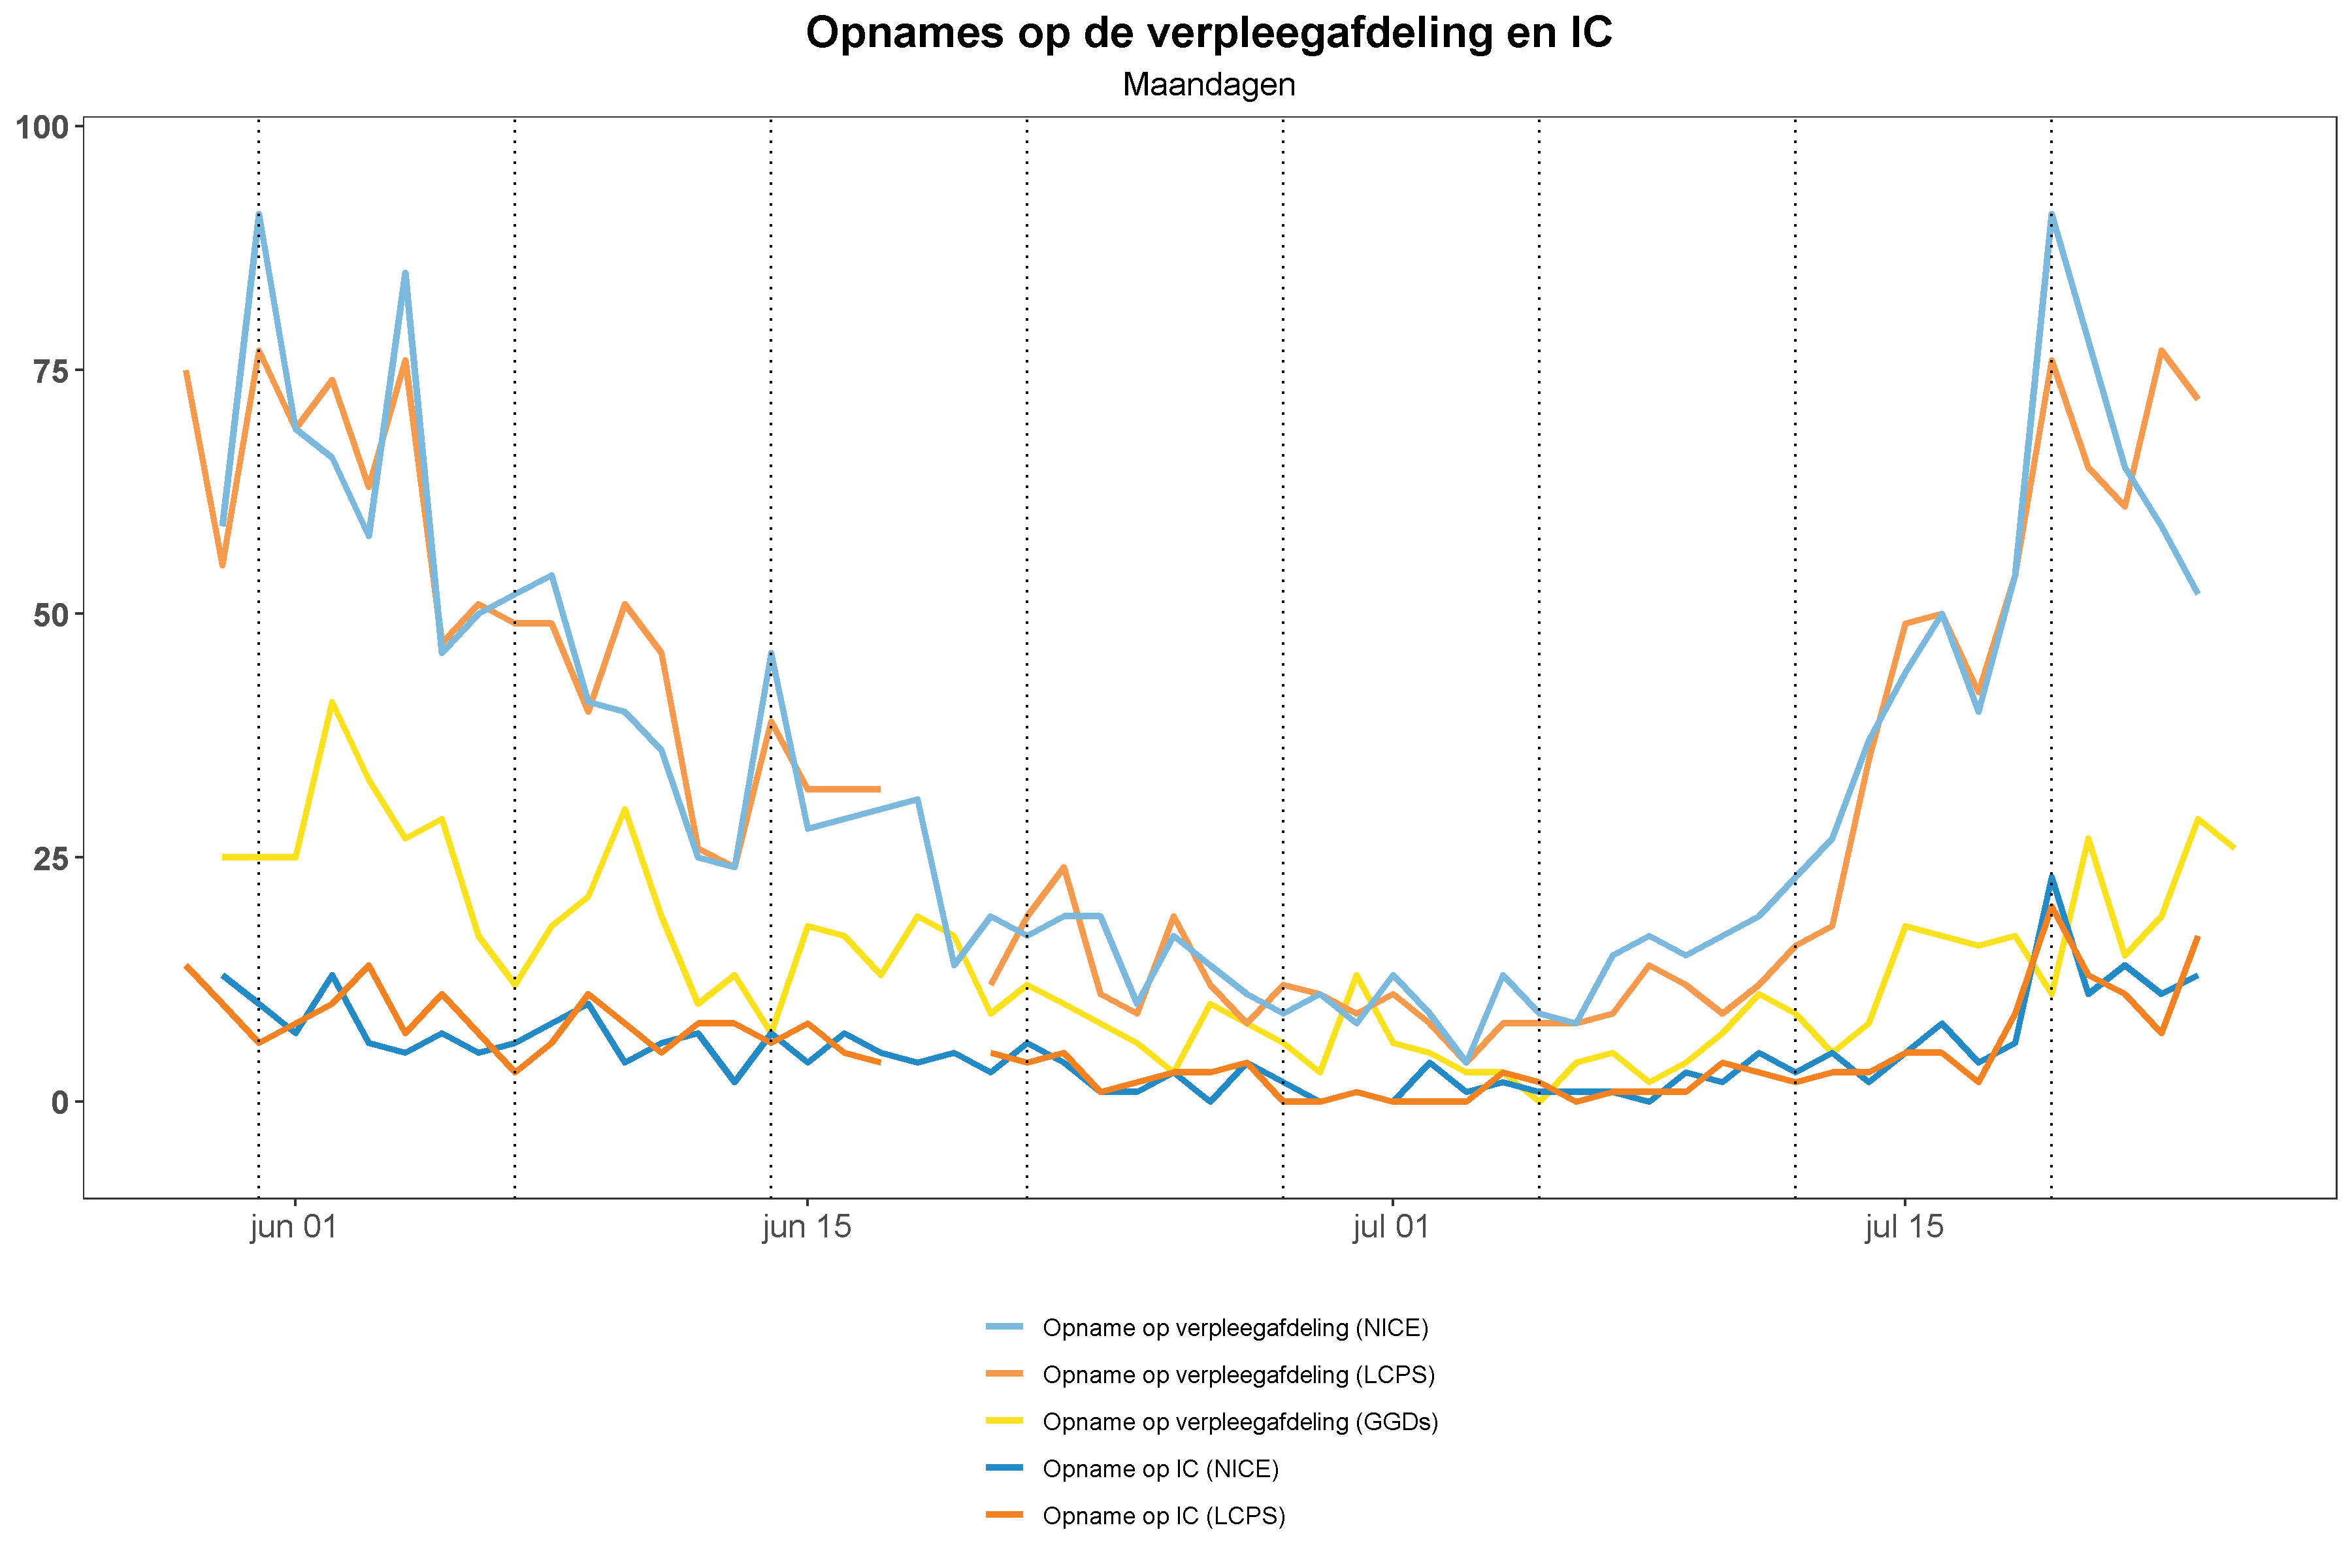 Opnames op de verpleegafdeling en IC
Maandagen
100
75
50
25
0
jun 01
jun 15
jul 01
jul 15
Opname op verpleegafdeling (NICE)
Opname op verpleegafdeling (LCPS)
Opname op verpleegafdeling (GGDs)
Opname op IC (NICE)
Opname op IC (LCPS)